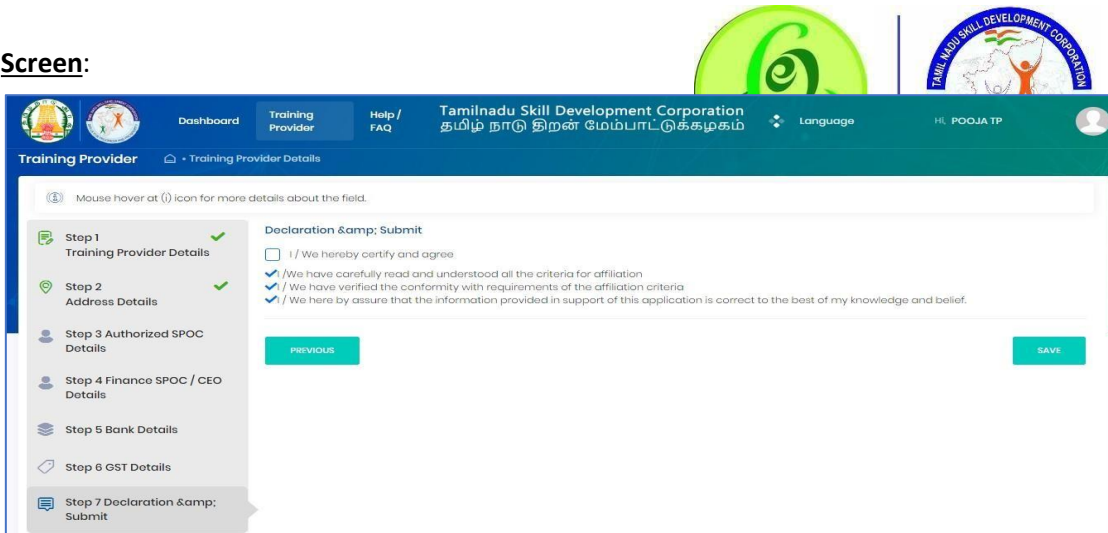 Screen:
TAMIL NADU SKILL DEVELOPMENT CORPORATION
Dashboard
Training Provider
Help / FAQ
Tamilnadu Skill Development Corporation
தமிழ் நாடு திறன் மேம்பாட்டுக்கழகம்
Language
Hi, POOJA TP
Training Provider
• Training Provider Details
Mouse hover at (i) icon for more details about the field.
Step 1
Training Provider Details
Step 2
Address Details
Step 3 Authorized SPOC
Details
Step 4 Finance SPOC / CEO
Details
Step 5 Bank Details
Step 6 GST Details
Step 7 Declaration &amp;
Submit
Declaration &amp; Submit
I / We hereby certify and agree
I /We have carefully read and understood all the criteria for affiliation
I / We have verified the conformity with requirements of the affiliation criteria
I / We here by assure that the information provided in support of this application is correct to the best of my knowledge and belief.
PREVIOUS
SAVE